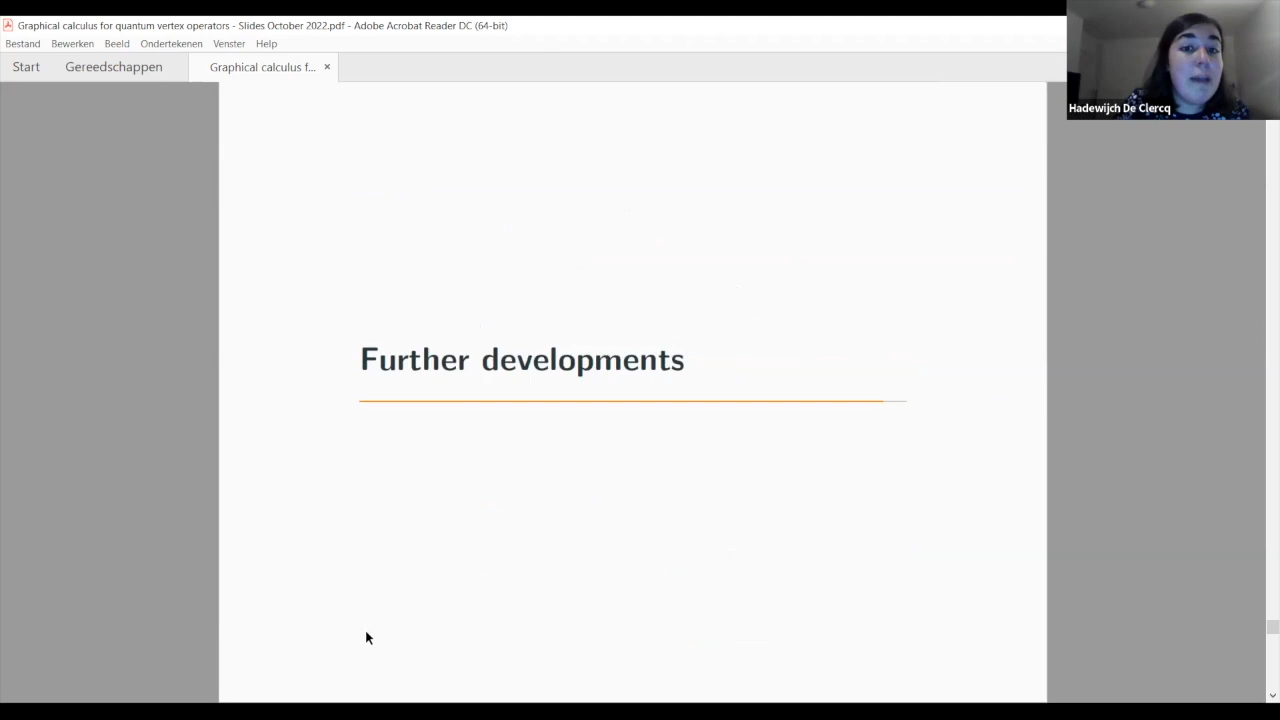 Graphical calculus for quantum vertex operators - Slides October 2022.pdf - Adobe Acrobat Reader DC (64-bit)
Bestand Bewerken Beeld Ondertekenen Venster Help
Start Gereedschappen Graphical calculus f... ×
Hadewijch De Clercq
Further developments